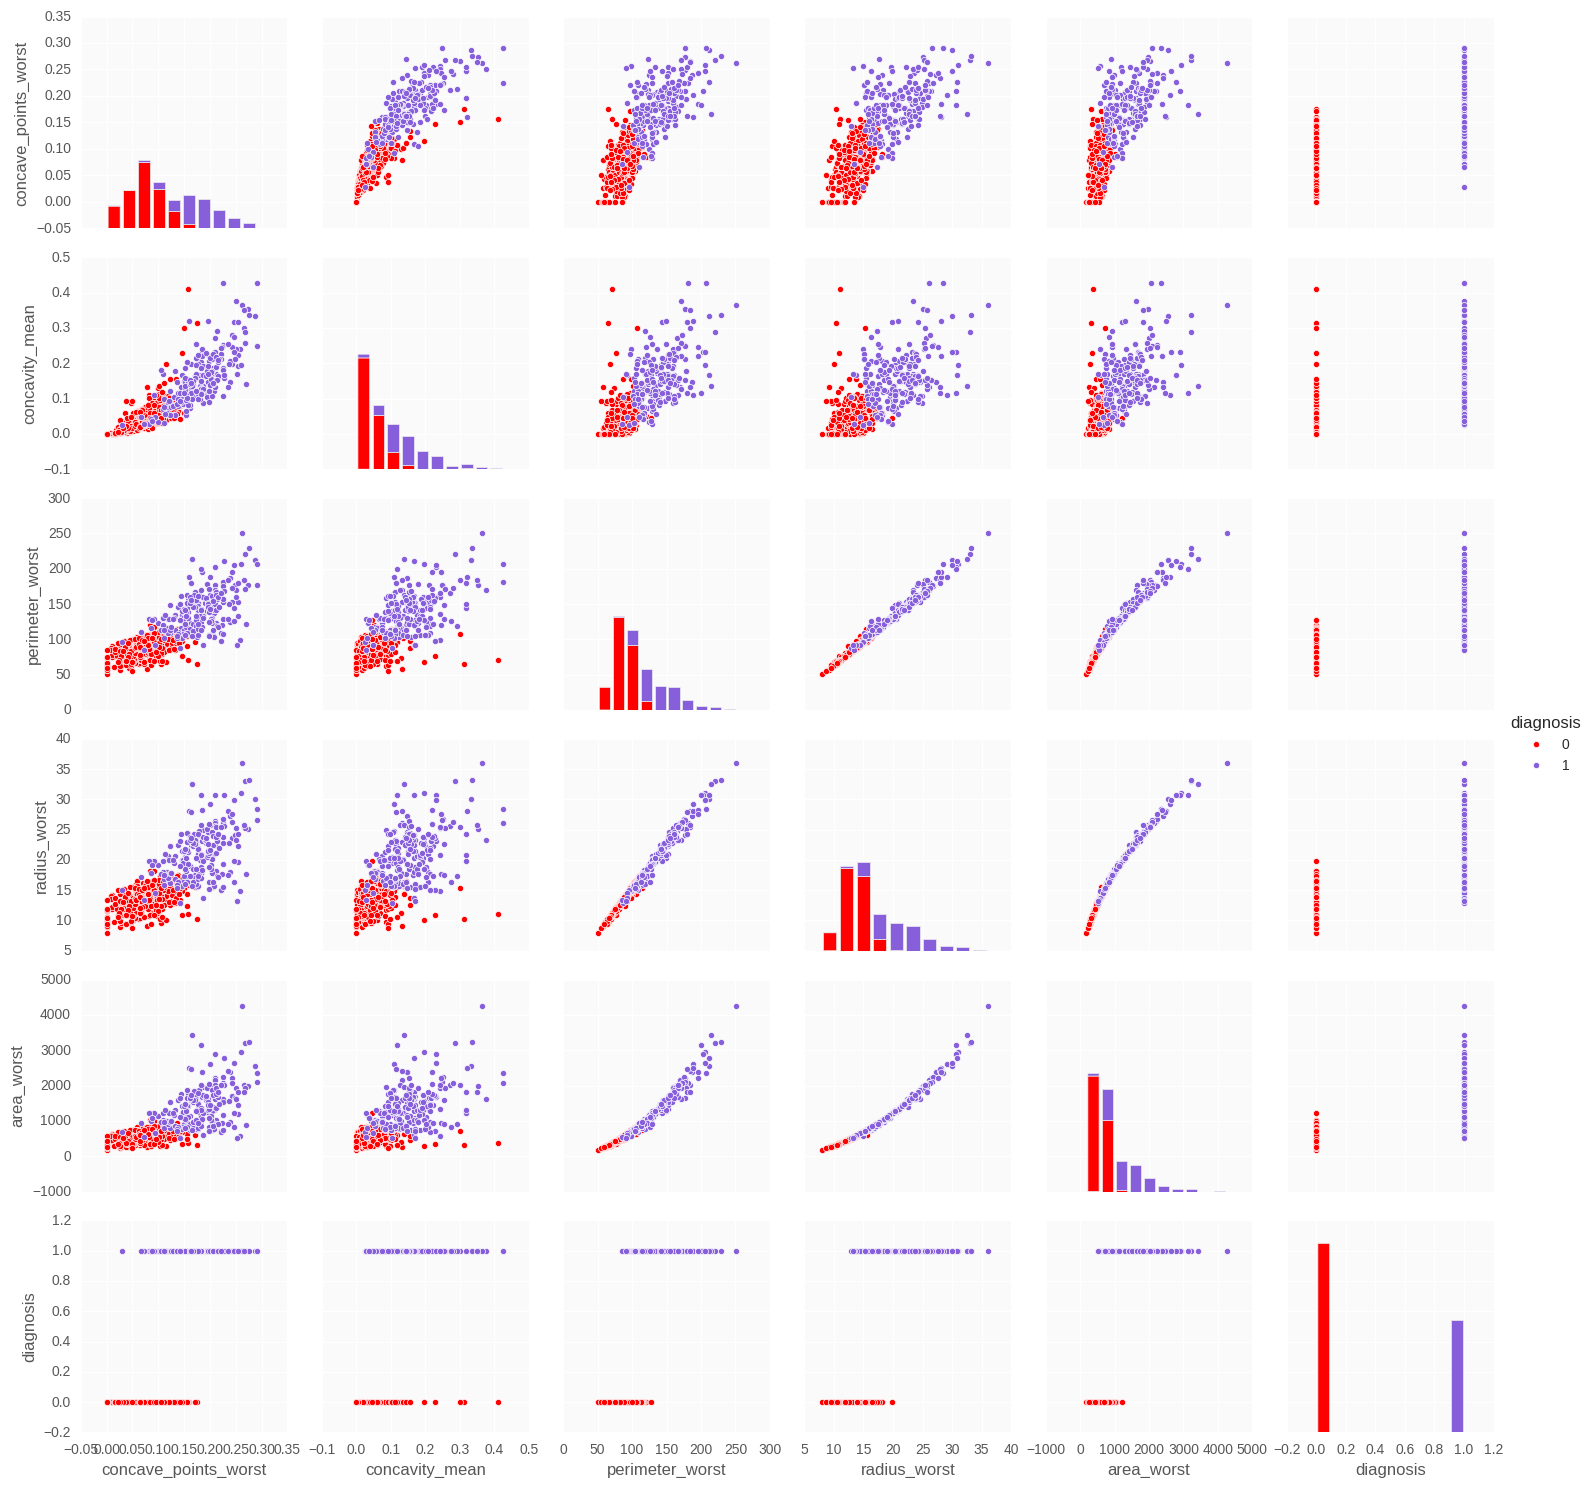 0.35
0.30
0.25
0.20
0.15
0.10
0.05
0.00
−0.05
concave_points_worst
0.5
0.4
0.3
0.2
0.1
0.0
−0.1
concavity_mean
300
250
200
150
100
50
0
perimeter_worst
40
35
30
25
20
15
10
5
radius_worst
diagnosis
0
1
5000
4000
3000
2000
1000
0
−1000
area_worst
1.2
1.0
0.8
0.6
0.4
0.2
0.0
−0.2
diagnosis
−0.05 0.00 0.05 0.10 0.15 0.20 0.25 0.30 0.35
concave_points_worst
−0.1 0.0 0.1 0.2 0.3 0.4 0.5
concavity_mean
0 50 100 150 200 250 300
perimeter_worst
5 10 15 20 25 30 35 40
radius_worst
−1000 0 1000 2000 3000 4000 5000
area_worst
−0.2 0.0 0.2 0.4 0.6 0.8 1.0 1.2
diagnosis